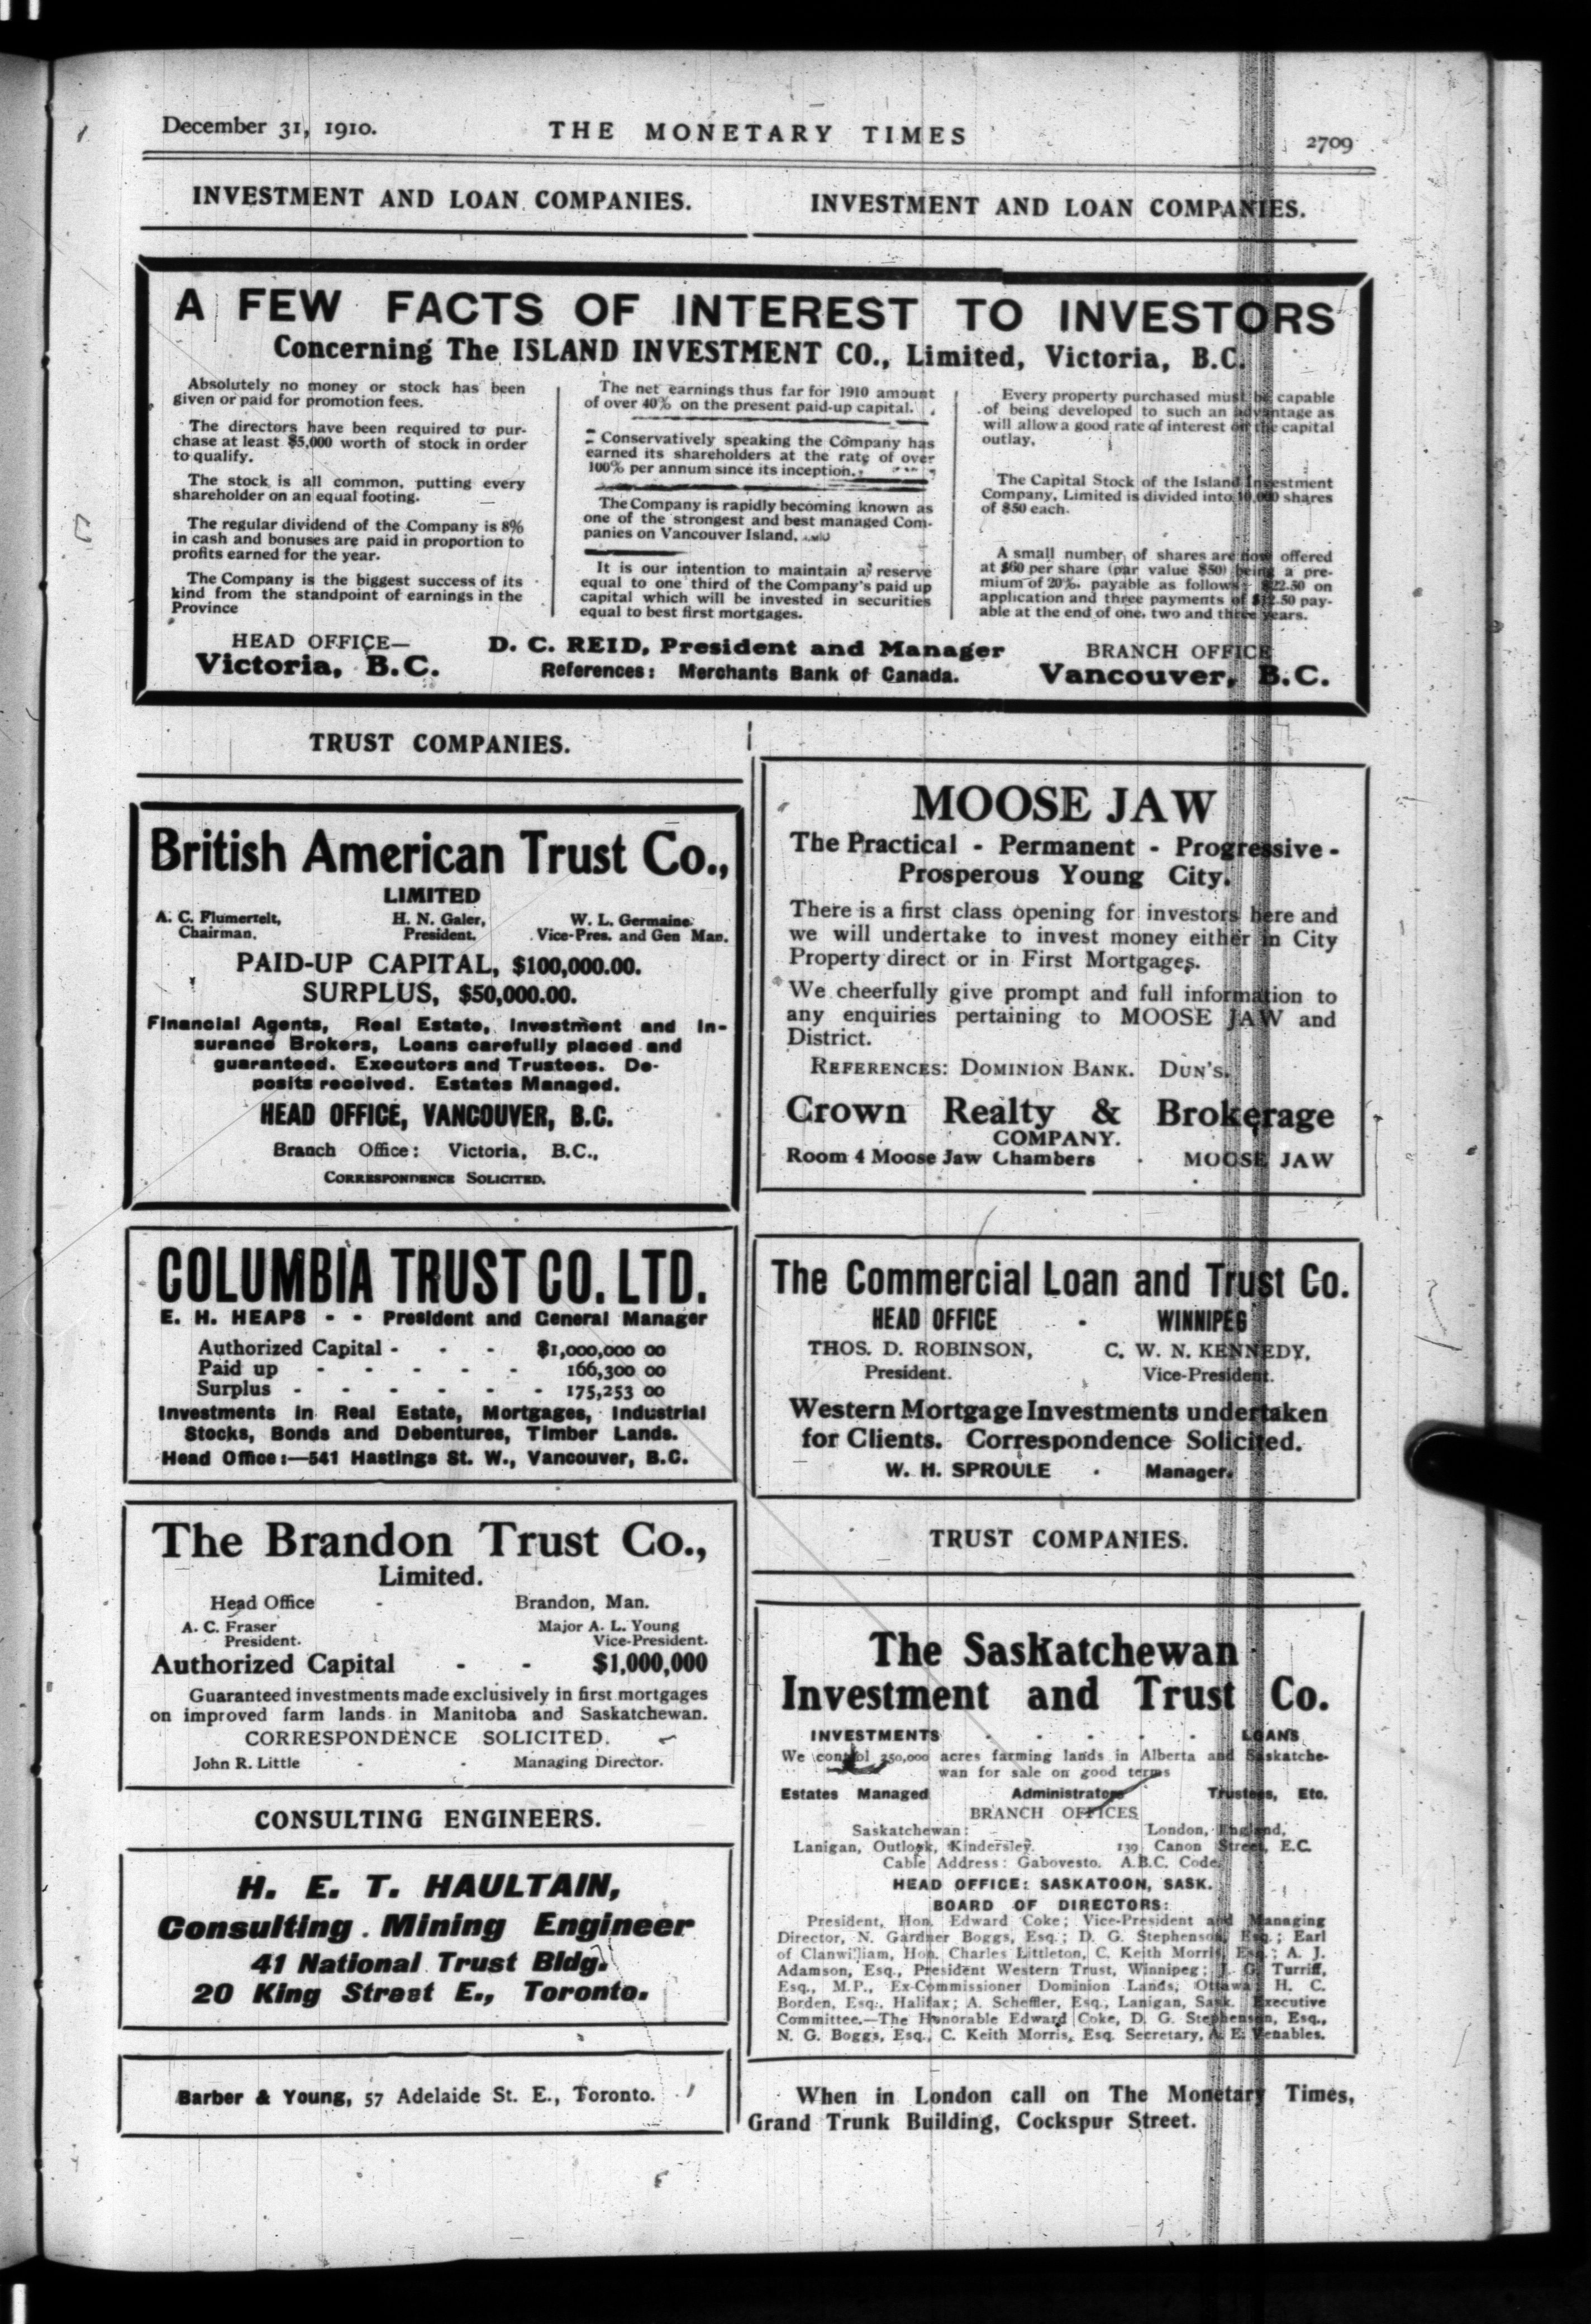 December 31, 1910.
THE MONETARY TIMES
2709
INVESTMENT AND LOAN COMPANIES.
INVESTMENT AND LOAN COMPANIES.
A FEW FACTS OF INTEREST TO INVESTORS
Concerning The ISLAND INVESTMENT CO., Limited, Victoria, B.C.
Absolutely no money or stock has been
given or paid for promotion fees.
The directors have been required to pur-
chase at least $5,000 worth of stock in order
to qualify.
The stock is all common, putting every
shareholder on an equal footing.
The regular dividend of the Company is 8%
in cash and bonuses are paid in proportion to
profits earned for the year.
The Company is the biggest success of its
kind from the standpoint of earnings in the
Province
The net earnings thus far for 1910 amount
of over 40% on the present paid-up capital.
Conservatively speaking the Company has
earned its shareholders at the rate of over
100% per annum since its inception.
The Company is rapidly becoming known as
one of the strongest and best managed Com-
panies on Vancouver Island.
It is our intention to maintain a reserve
equal to one third of the Company's paid up
capital which will be invested in securities
equal to best first mortgages.
Every property purchased must be capable
of being developed to such an advantage as
will allow a good rate of interest on the capital
outlay.
The Capital Stock of the Island Investment
Company, Limited is divided into 10,000 shares
of $50 each.
A small number of shares are now offered
at $60 per share (par value $50) being a pre-
mium of 20%. payable as follows: $22.50 on
application and three payments of $12.50 pay-
able at the end of one, two and three years.
HEAD OFFICE—
Victoria, B.C.
D. C. REID, President and Manager
References: Merchants Bank of Canada.
BRANCH OFFICE
Vancouver, B.C.
TRUST COMPANIES.
British American Trust Co.,
LIMITED
A. C. Flumerfelt, H. N. Galer, W. L. Germaine
Chairman. President. Vice-Pres. and Gen Man.
PAID-UP CAPITAL, $100,000.00.
SURPLUS, $50,000.00.
Financial Agents, Real Estate, Investment and In-
surance Brokers, Loans carefully placed and
guaranteed. Executors and Trustees. De-
posits received. Estates Managed.
HEAD OFFICE, VANCOUVER, B.C.
Branch Office: Victoria, B.C.,
CORRESPONDENCE SOLICITED.
COLUMBIA TRUST CO. LTD.
E. H. HEAPS - - President and General Manager
Authorized Capital - - - $1,000,000 00
Paid up - - - - - 166,300 00
Surplus - - - - - - 175,253 00
Investments in Real Estate, Mortgages, Industrial
Stocks, Bonds and Debentures, Timber Lands.
Head Office:—541 Hastings St. W., Vancouver, B.C.
The Brandon Trust Co.,
Limited.
Head Office - Brandon, Man.
A. C. Fraser Major A. L. Young
President. Vice-President.
Authorized Capital - - $1,000,000
Guaranteed investments made exclusively in first mortgages
on improved farm lands in Manitoba and Saskatchewan.
CORRESPONDENCE SOLICITED.
John R. Little - - Managing Director.
CONSULTING ENGINEERS.
H. E. T. HAULTAIN,
Consulting Mining Engineer
41 National Trust Bldg.
20 King Street E., Toronto.
Barber & Young, 57 Adelaide St. E., Toronto.
MOOSE JAW
The Practical - Permanent - Progressive -
Prosperous Young City.
There is a first class opening for investors here and
we will undertake to invest money either in City
Property direct or in First Mortgages.
We cheerfully give prompt and full information to
any enquiries pertaining to MOOSE JAW and
District.
REFERENCES: DOMINION BANK. DUN'S.
Crown Realty & Brokerage
COMPANY.
Room 4 Moose Jaw Chambers - MOOSE JAW
The Commercial Loan and Trust Co.
HEAD OFFICE - WINNIPEG
THOS. D. ROBINSON, C. W. N. KENNEDY,
President. Vice-President.
Western Mortgage Investments undertaken
for Clients. Correspondence Solicited.
W. H. SPROULE - Manager.
TRUST COMPANIES.
The Saskatchewan
Investment and Trust Co.
INVESTMENTS - - - - - LOANS
We control 250,000 acres farming lands in Alberta and Saskatche-
wan for sale on good terms
Estates Managed Administrators Trustees, Etc.
BRANCH OFFICES
Saskatchewan: London, England,
Lanigan, Outlook, Kindersley. 139 Canon Street, E.C.
Cable Address: Gabovesto. A.B.C. Code.
HEAD OFFICE: SASKATOON, SASK.
BOARD OF DIRECTORS:
President, Hon. Edward Coke; Vice-President and Managing
Director, N. Gardner Boggs, Esq.; D. G. Stephenson, Esq.; Earl
of Clanwilliam, Hon. Charles Littleton, C. Keith Morris, Esq.; A. J.
Adamson, Esq., President Western Trust, Winnipeg; J. G. Turriff,
Esq., M.P., Ex-Commissioner Dominion Lands, Ottawa; H. C.
Borden, Esq., Halifax; A. Scheffler, Esq., Lanigan, Sask. Executive
Committee.—The Honorable Edward Coke, D. G. Stephenson, Esq.,
N. G. Boggs, Esq., C. Keith Morris, Esq. Secretary, A. E. Venables.
When in London call on The Monetary Times,
Grand Trunk Building, Cockspur Street.